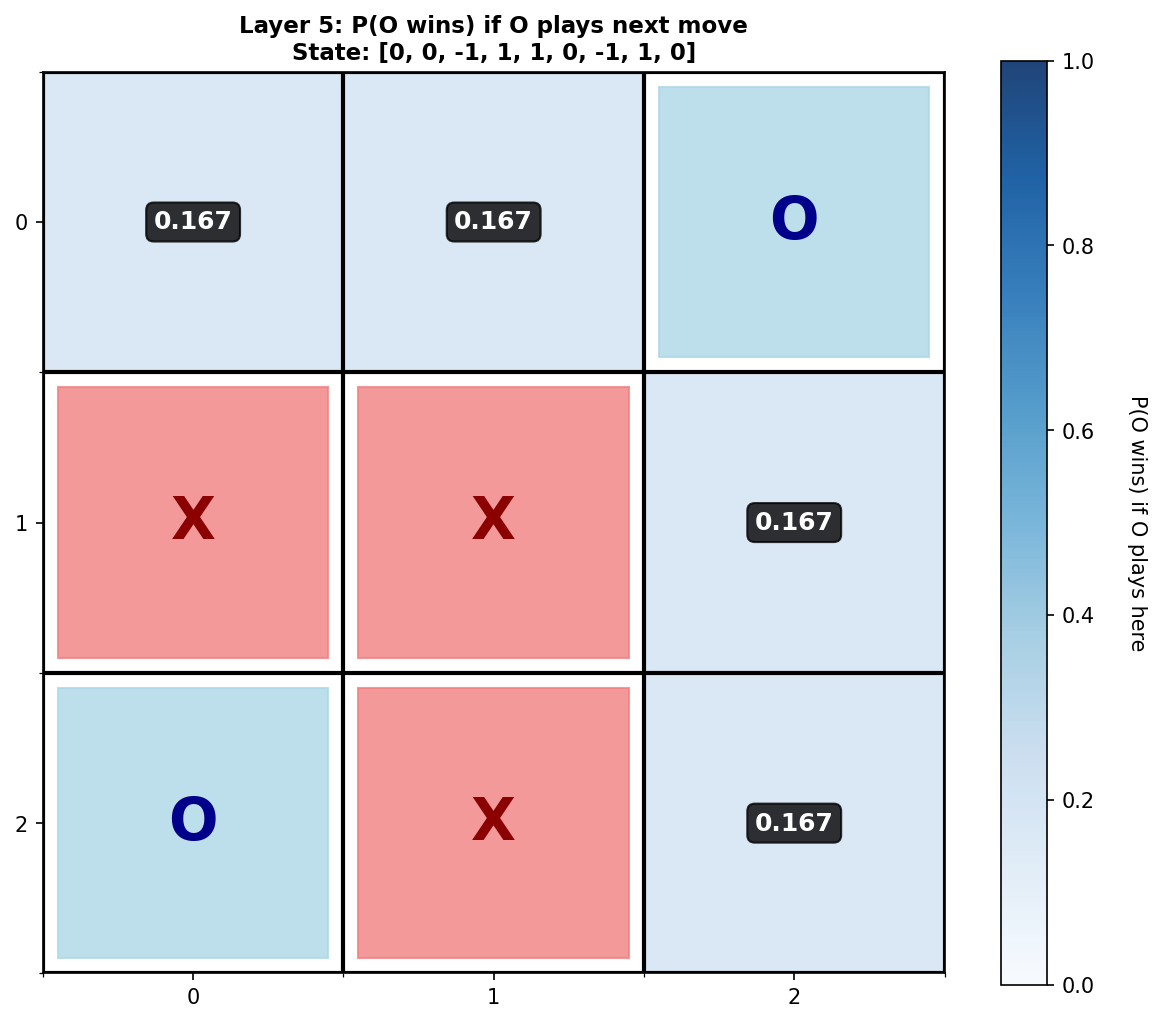 Layer 5: P(O wins) if O plays next move
State: [0, 0, -1, 1, 1, 0, -1, 1, 0]
0
0.167
0.167
O
1
X
X
0.167
2
O
X
0.167
0
1
2
1.0
0.8
0.6
0.4
0.2
0.0
P(O wins) if O plays here